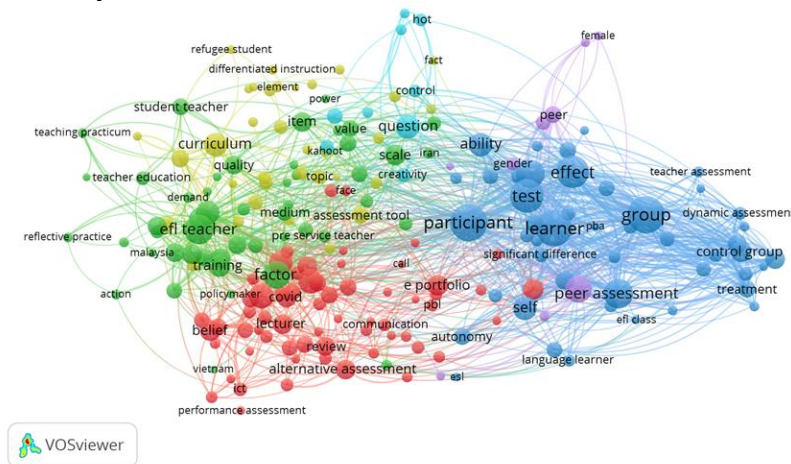 hot
female
refugee student
fact
differentiated instruction
element
control
power
student teacher
peer
item
value
question
teaching practicum
curriculum
ability
kahoot
scale
iran
quality
gender
effect
teacher assessment
teacher education
topic
creativity
face
test
demand
medium
assessment tool
participant
learner
pba
group
dynamic assessmen
efl teacher
pre service teacher
reflective practice
malaysia
significant difference
control group
training
call
factor
action
policymaker
covid
e portfolio
peer assessment
treatment
pbl
self
belief
lecturer
communication
efl class
autonomy
review
language learner
vietnam
alternative assessment
esl
ict
performance assessment
VOSviewer